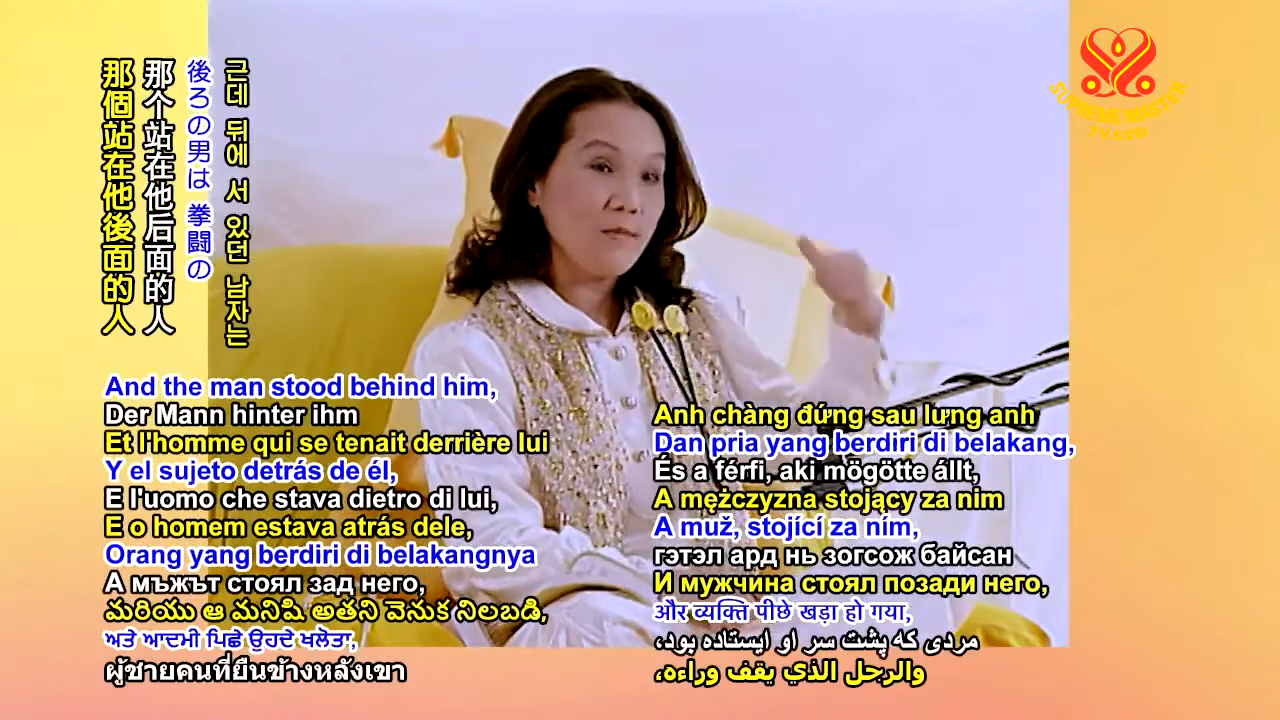 那個站在他後面的人
那个站在他后面的人
後ろの男は 拳闘の
근데 뒤에 서 있던 남자는
SUPREME MASTER
TV.com
And the man stood behind him,
Der Mann hinter ihm
Et l'homme qui se tenait derrière lui
Y el sujeto detrás de él,
E l'uomo che stava dietro di lui,
E o homem estava atrás dele,
Orang yang berdiri di belakangnya
А мъжът стоял зад него,
మరియు ఆ మనిషి అతని వెనుక నిలబడి,
ਅਤੇ ਆਦਮੀ ਪਿਛੇ ਉਹਦੇ ਖਲੋਤਾ,
ผู้ชายคนที่ยืนข้างหลังเขา
Anh chàng đứng sau lưng anh
Dan pria yang berdiri di belakang,
És a férfi, aki mögötte állt,
A mężczyzna stojący za nim
A muž, stojící za ním,
гэтэл ард нь зогсож байсан
И мужчина стоял позади него,
और व्यक्ति पीछे खड़ा हो गया,
مردی که پشت سر او ایستاده بود،
والرجل الذي يقف وراءه،